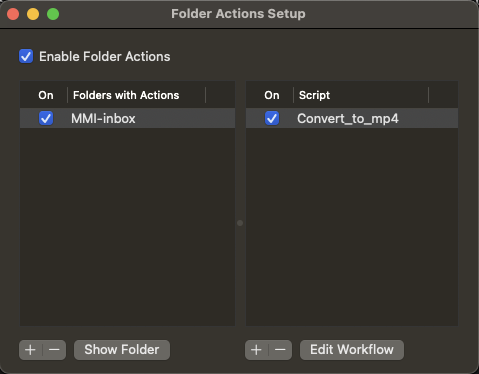 Folder Actions Setup
Enable Folder Actions
On Folders with Actions
MMI-inbox
On Script
Convert_to_mp4
+ − Show Folder
+ − Edit Workflow